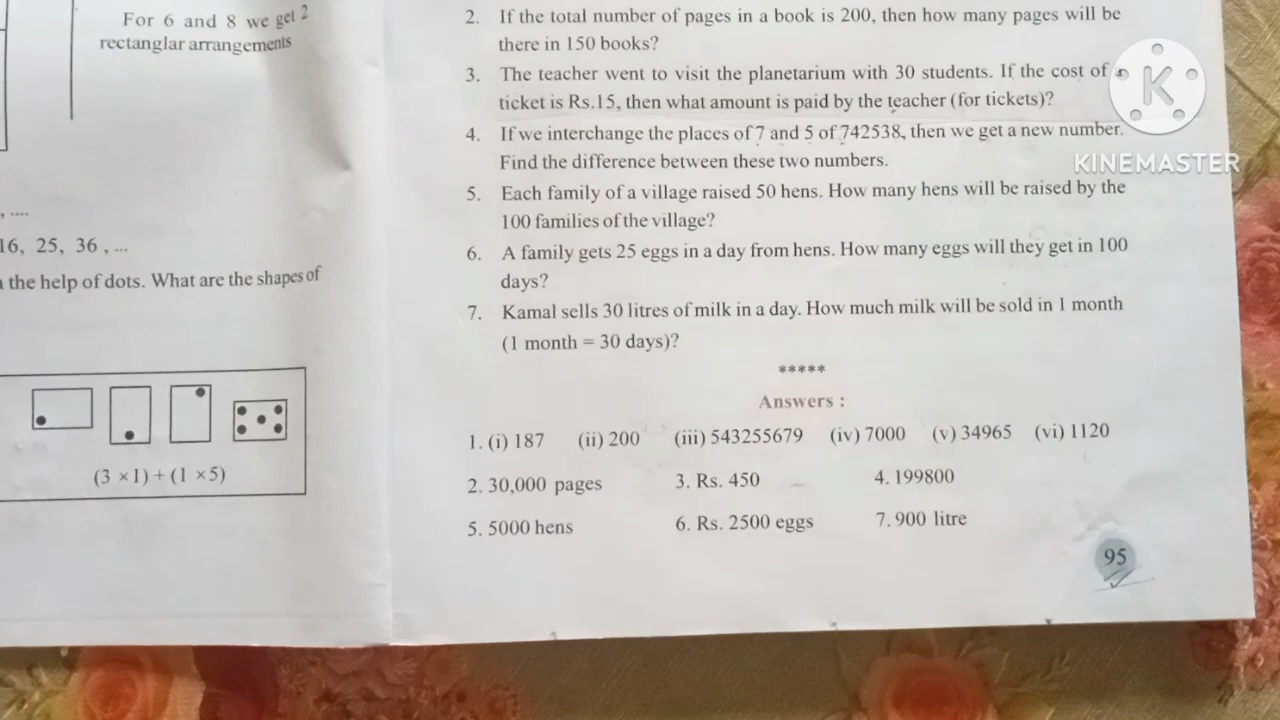 For 6 and 8 we get 2
rectanglar arrangements
, ....
16, 25, 36 , ...
the help of dots. What are the shapes of
(3 ×1) + (1 ×5)
2. If the total number of pages in a book is 200, then how many pages will be
there in 150 books?
3. The teacher went to visit the planetarium with 30 students. If the cost of a
ticket is Rs.15, then what amount is paid by the teacher (for tickets)?
4. If we interchange the places of 7 and 5 of 742538, then we get a new number.
Find the difference between these two numbers.
5. Each family of a village raised 50 hens. How many hens will be raised by the
100 families of the village?
6. A family gets 25 eggs in a day from hens. How many eggs will they get in 100
days?
7. Kamal sells 30 litres of milk in a day. How much milk will be sold in 1 month
(1 month = 30 days)?
*****
Answers :
1. (i) 187 (ii) 200 (iii) 543255679 (iv) 7000 (v) 34965 (vi) 1120
2. 30,000 pages 3. Rs. 450 4. 199800
5. 5000 hens 6. Rs. 2500 eggs 7. 900 litre
95
K
KINEMASTER